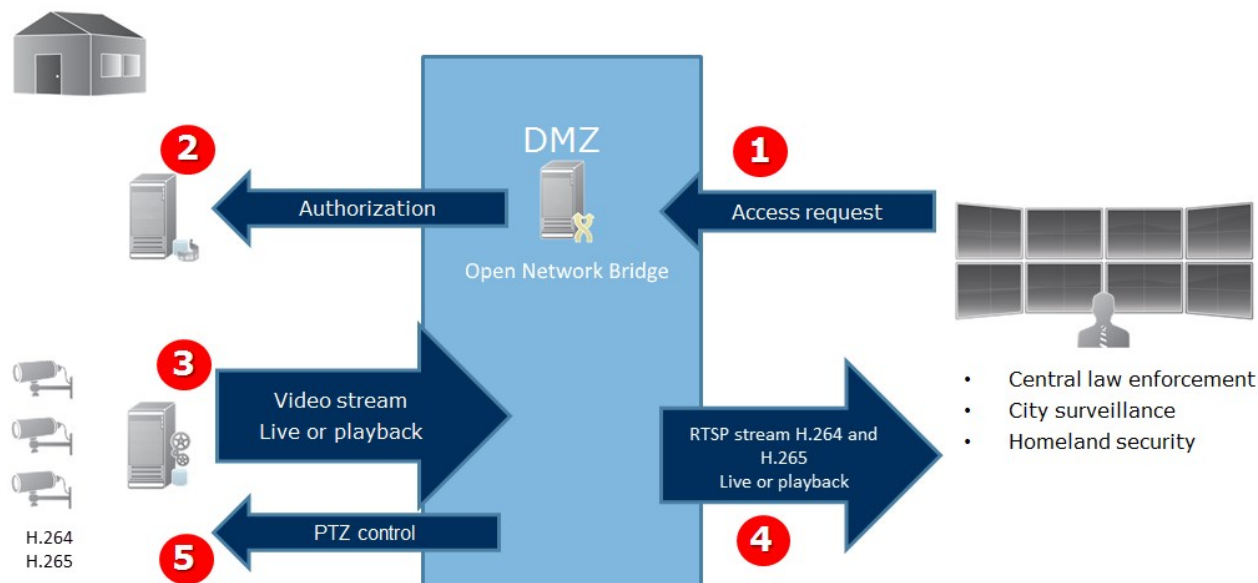 DMZ
1
2
Authorization
Access request
Open Network Bridge
3
Video stream
Live or playback
RTSP stream H.264 and
H.265
Live or playback
• Central law enforcement
• City surveillance
• Homeland security
PTZ control
4
H.264
H.265
5